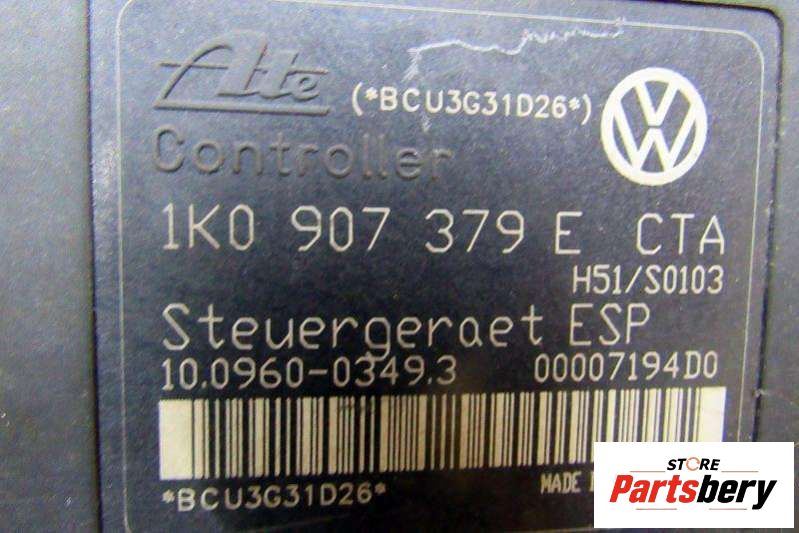 Ate (*BCU3G31D26*)
Controller
1K0 907 379 E CTA
H51/S0103
Steuergeraet ESP
10.0960-0349.3 00007194D0
*BCU3G31D26* MADE
STORE
Partsbery